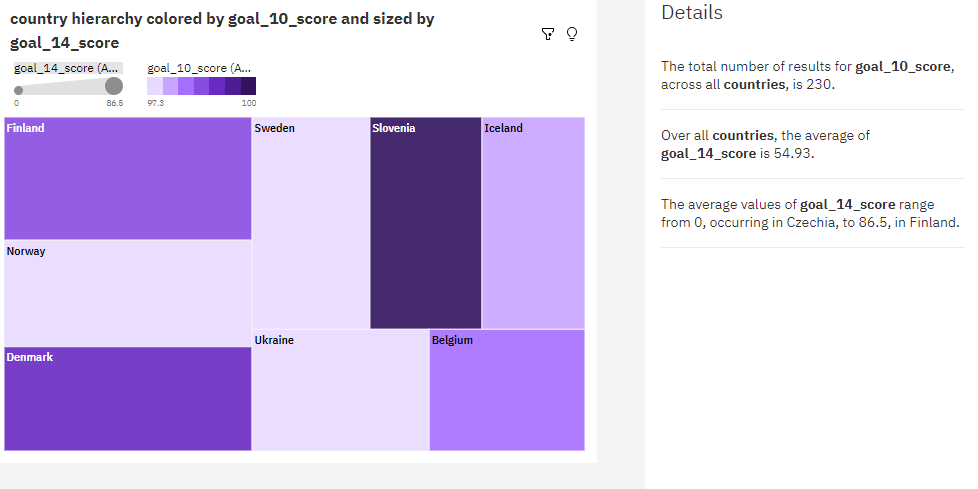 country hierarchy colored by goal_10_score and sized by
goal_14_score
goal_14_score (A...
goal_10_score (A...
0
86.5
97.3
100
Finland
Sweden
Slovenia
Iceland
Norway
Denmark
Ukraine
Belgium
Details
The total number of results for goal_10_score,
across all countries, is 230.
Over all countries, the average of
goal_14_score is 54.93.
The average values of goal_14_score range
from 0, occurring in Czechia, to 86.5, in Finland.